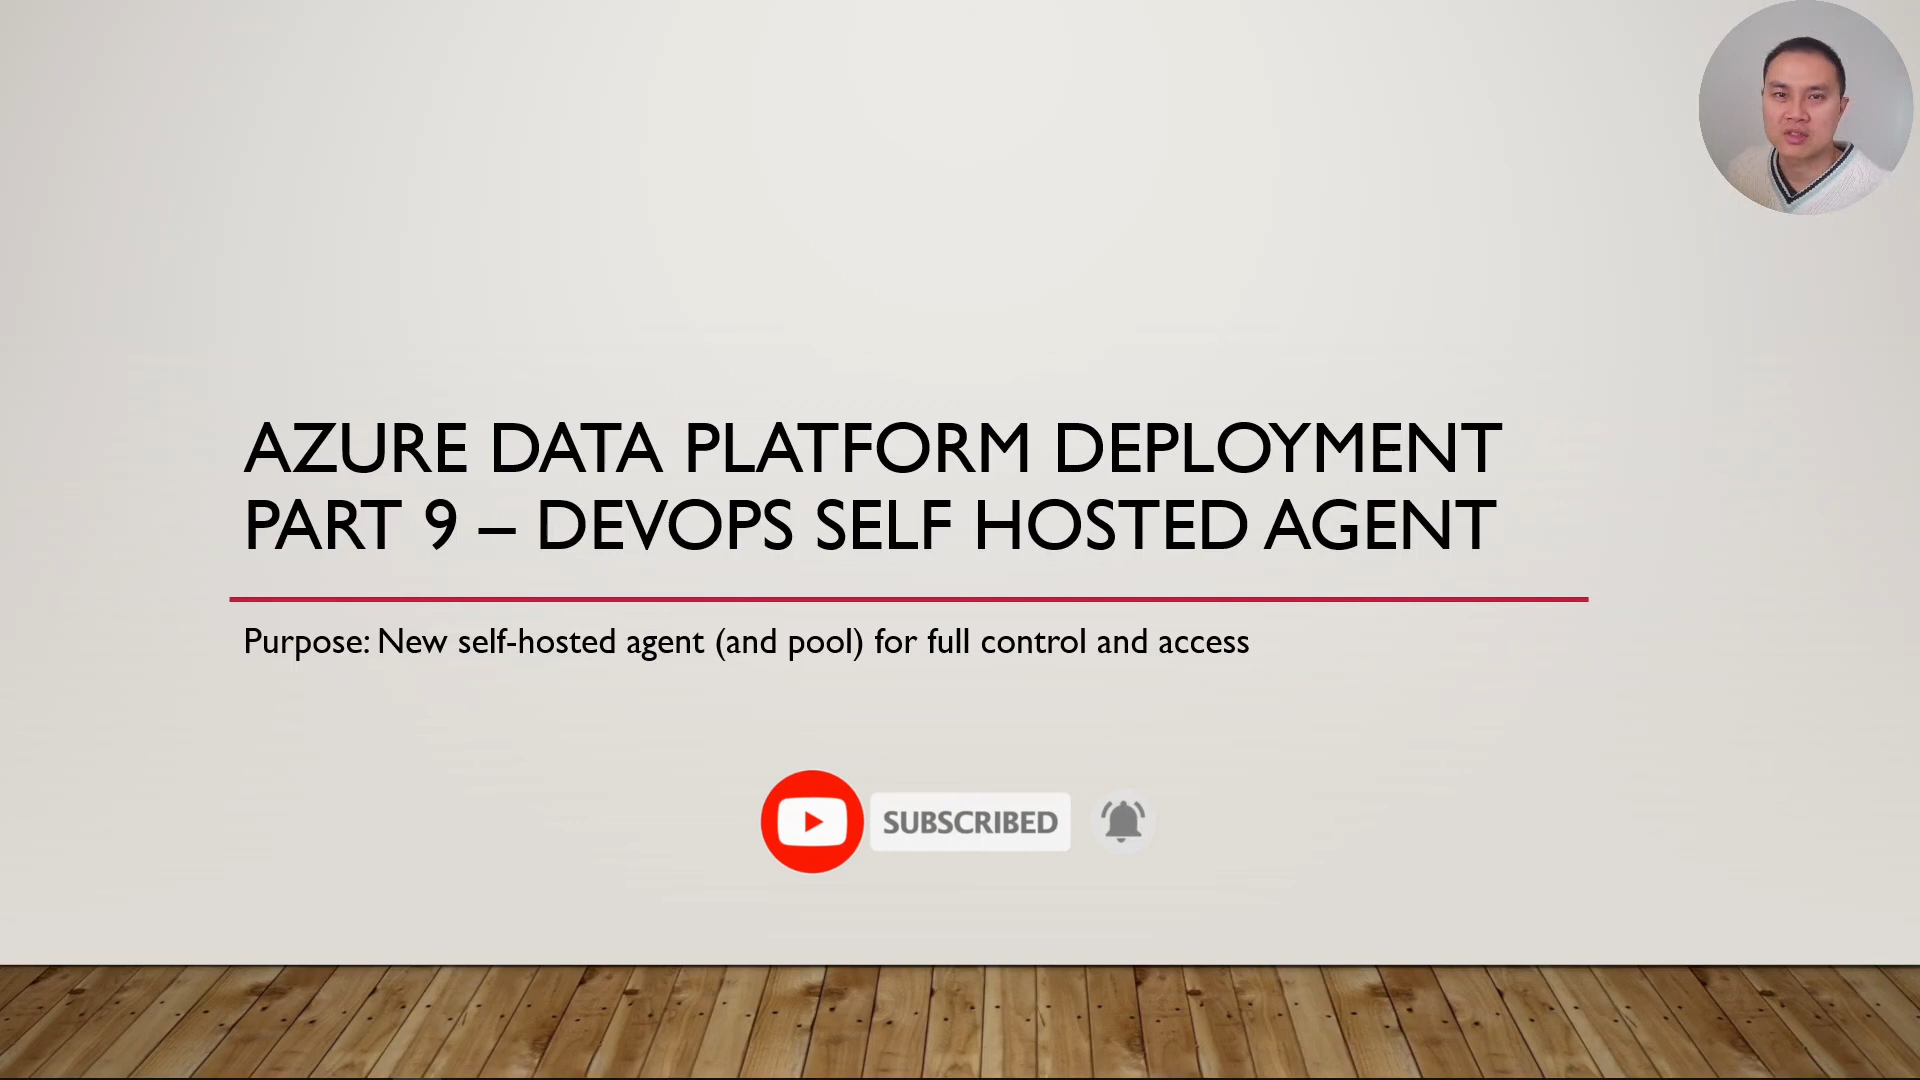 AZURE DATA PLATFORM DEPLOYMENT
PART 9 – DEVOPS SELF HOSTED AGENT
Purpose: New self-hosted agent (and pool) for full control and access
SUBSCRIBED